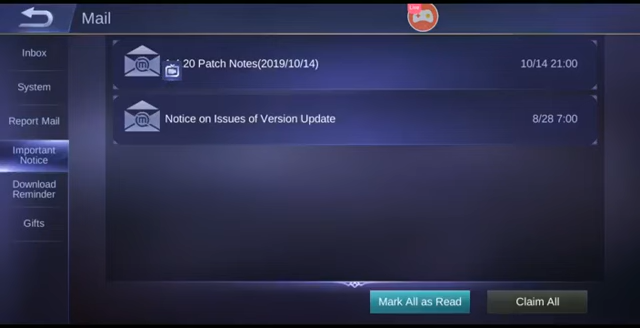 Mail
Live
Inbox
System
Report Mail
Important
Notice
Download
Reminder
Gifts
20 Patch Notes(2019/10/14)
10/14 21:00
Notice on Issues of Version Update
8/28 7:00
Mark All as Read
Claim All